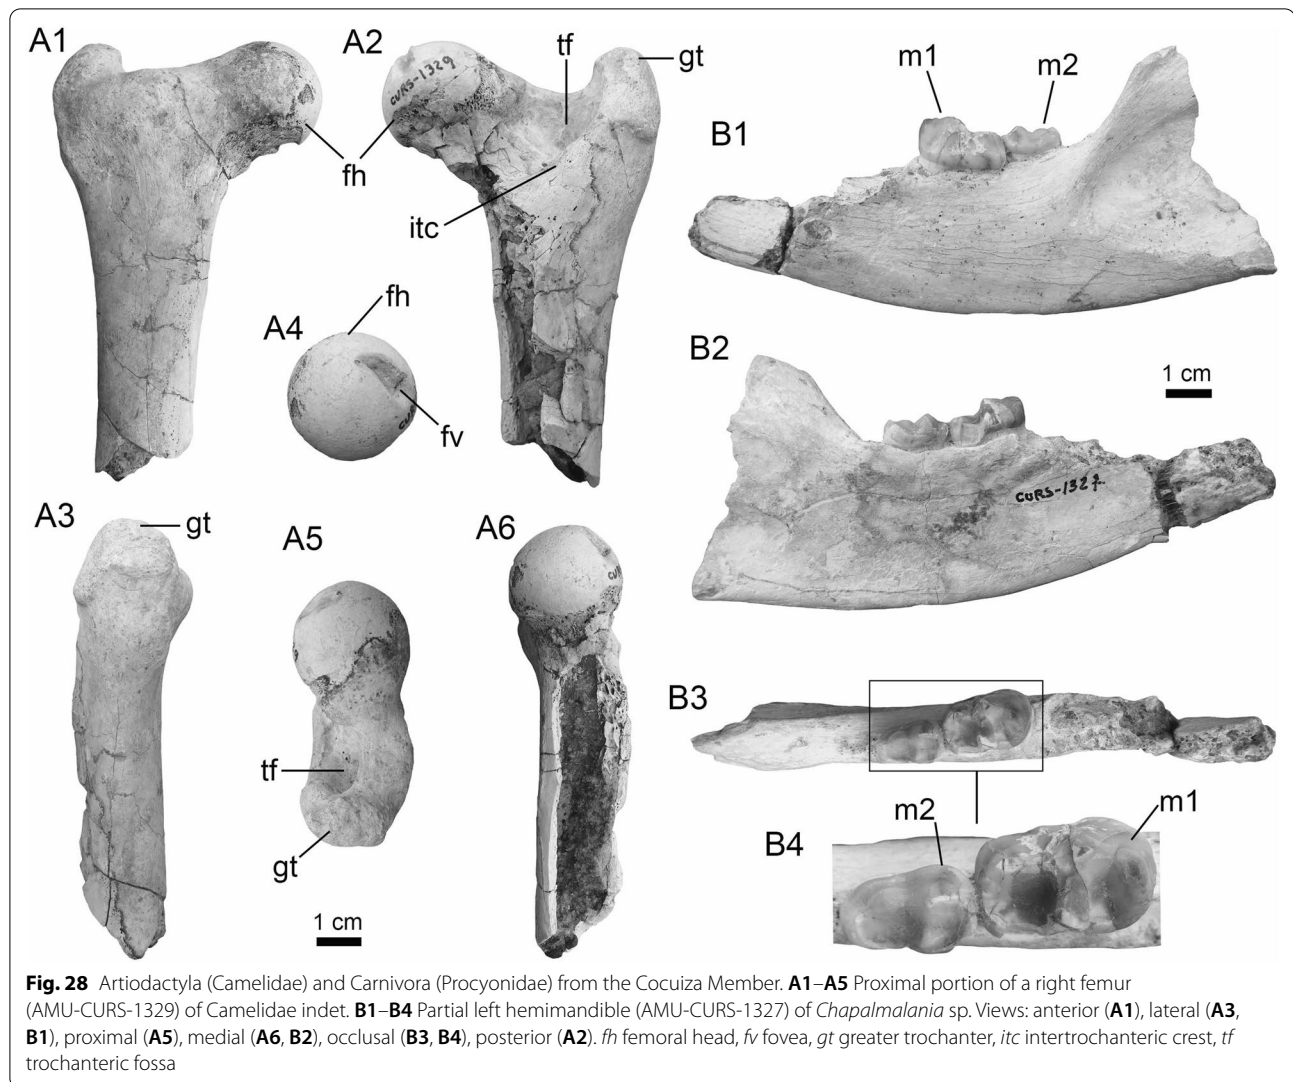 A1
A2
tf
gt
m1
m2
CURS-1329
B1
fh
itc
A4
fh
fv
CURS
B2
1 cm
CURS-1327
A3
gt
A5
A6
CUR
B3
tf
gt
m2
m1
B4
1 cm
Fig. 28 Artiodactyla (Camelidae) and Carnivora (Procyonidae) from the Cocuiza Member. A1–A5 Proximal portion of a right femur
(AMU-CURS-1329) of Camelidae indet. B1–B4 Partial left hemimandible (AMU-CURS-1327) of Chapalmalania sp. Views: anterior (A1), lateral (A3,
B1), proximal (A5), medial (A6, B2), occlusal (B3, B4), posterior (A2). fh femoral head, fv fovea, gt greater trochanter, itc intertrochanteric crest, tf
trochanteric fossa